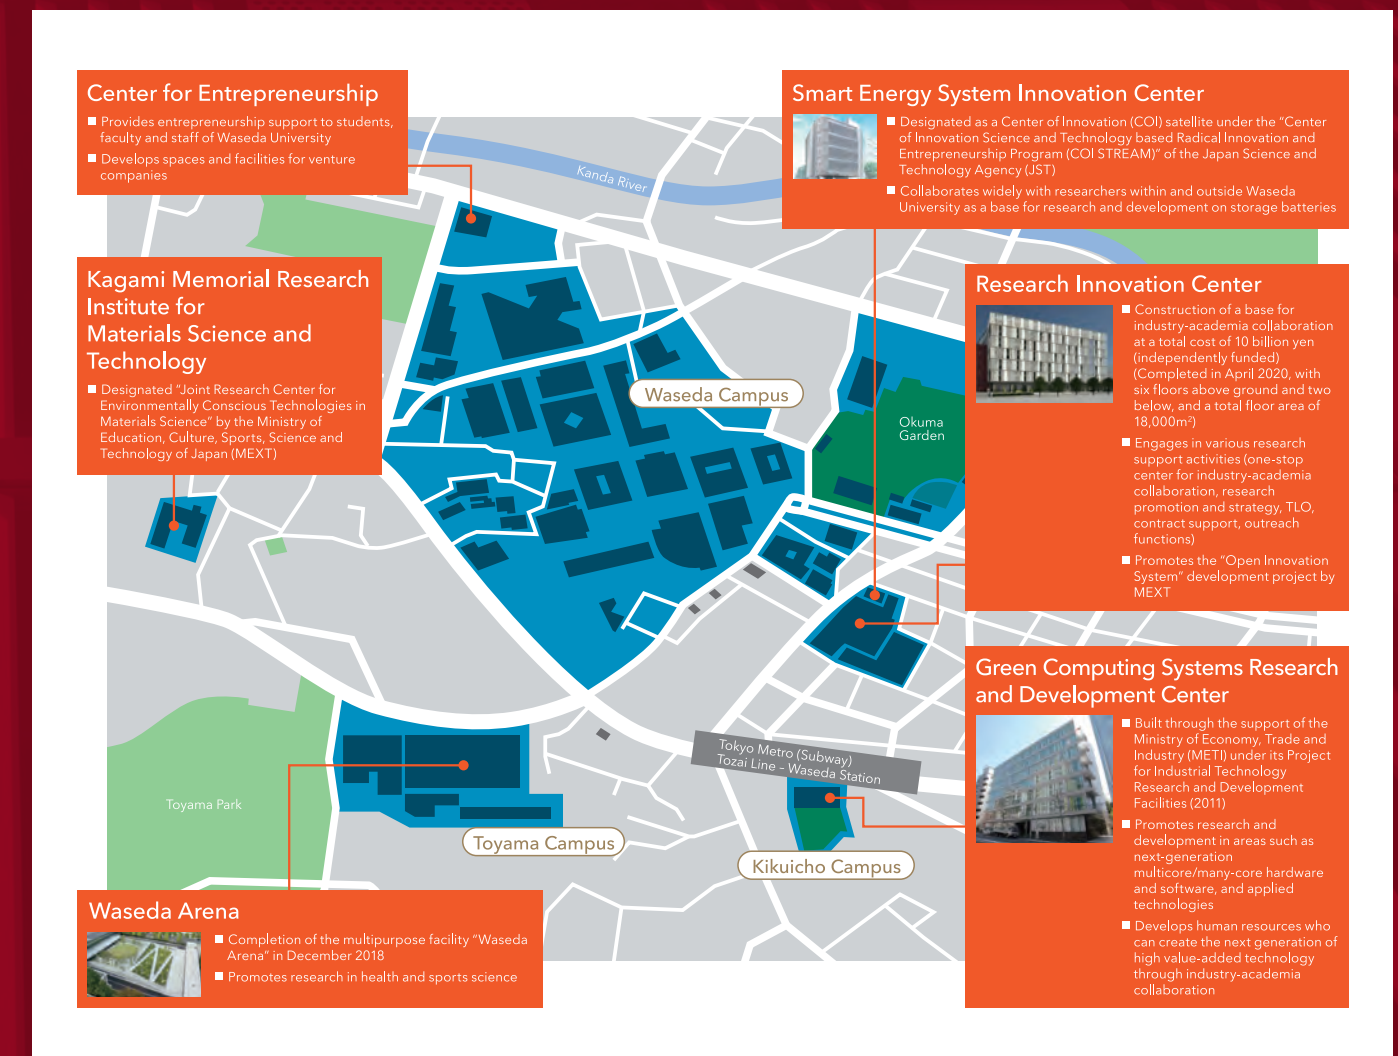 Center for Entrepreneurship
Provides entrepreneurship support to students,
faculty and staff of Waseda University
Develops spaces and facilities for venture
companies
Smart Energy System Innovation Center
Designated as a Center of Innovation (COI) satellite under the “Center
of Innovation Science and Technology based Radical Innovation and
Entrepreneurship Program (COI STREAM)” of the Japan Science and
Technology Agency (JST)
Collaborates widely with researchers within and outside Waseda
University as a base for research and development on storage batteries
Kanda River
Kagami Memorial Research
Institute for
Materials Science and
Technology
Designated “Joint Research Center for
Environmentally Conscious Technologies in
Materials Science” by the Ministry of
Education, Culture, Sports, Science and
Technology of Japan (MEXT)
Research Innovation Center
Construction of a base for
industry-academia collaboration
at a total cost of 10 billion yen
(independently funded)
(Completed in April 2020, with
six floors above ground and two
below, and a total floor area of
18,000m²)
Engages in various research
support activities (one-stop
center for industry-academia
collaboration, research
promotion and strategy, TLO,
contract support, outreach
functions)
Promotes the “Open Innovation
System” development project by
MEXT
Waseda Campus
Okuma
Garden
Green Computing Systems Research
and Development Center
Built through the support of the
Ministry of Economy, Trade and
Industry (METI) under its Project
for Industrial Technology
Research and Development
Facilities (2011)
Promotes research and
development in areas such as
next-generation
multicore/many-core hardware
and software, and applied
technologies
Develops human resources who
can create the next generation of
high value-added technology
through industry-academia
collaboration
Tokyo Metro (Subway)
Tozai Line – Waseda Station
Toyama Park
Toyama Campus
Kikuicho Campus
Waseda Arena
Completion of the multipurpose facility “Waseda
Arena” in December 2018
Promotes research in health and sports science